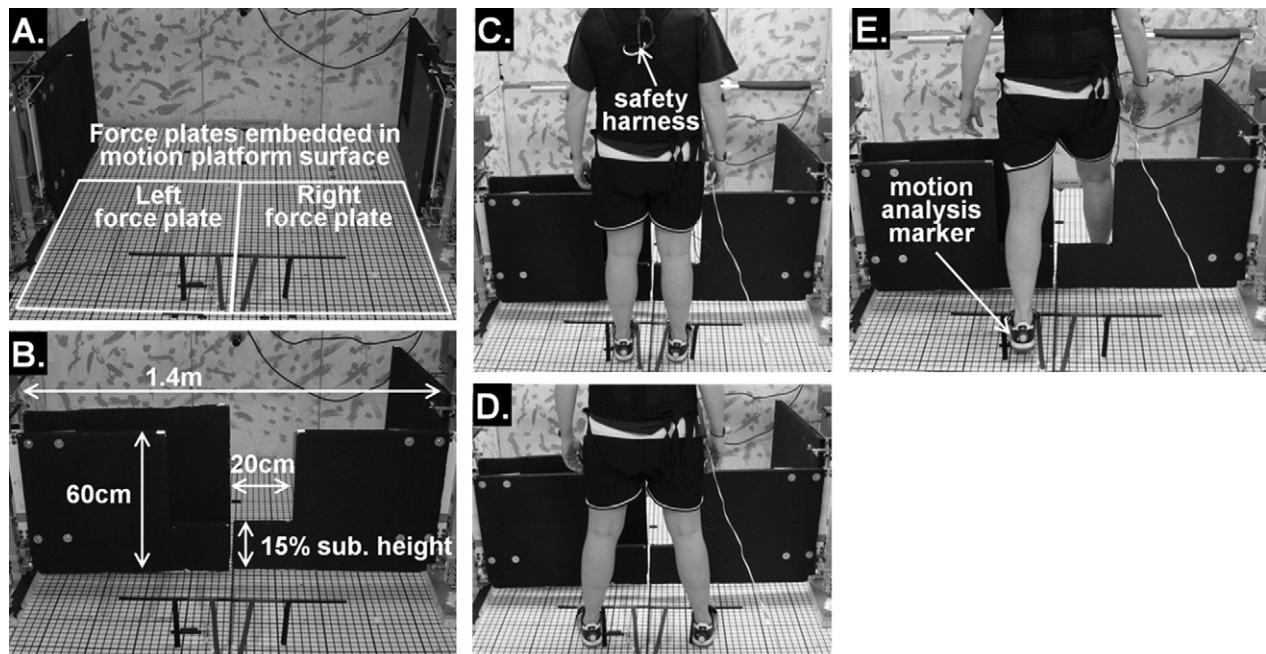 A.
Force plates embedded in
motion platform surface
Left
force plate
Right
force plate
B.
1.4m
20cm
60cm
15% sub. height
C.
safety
harness
D.
E.
motion
analysis
marker